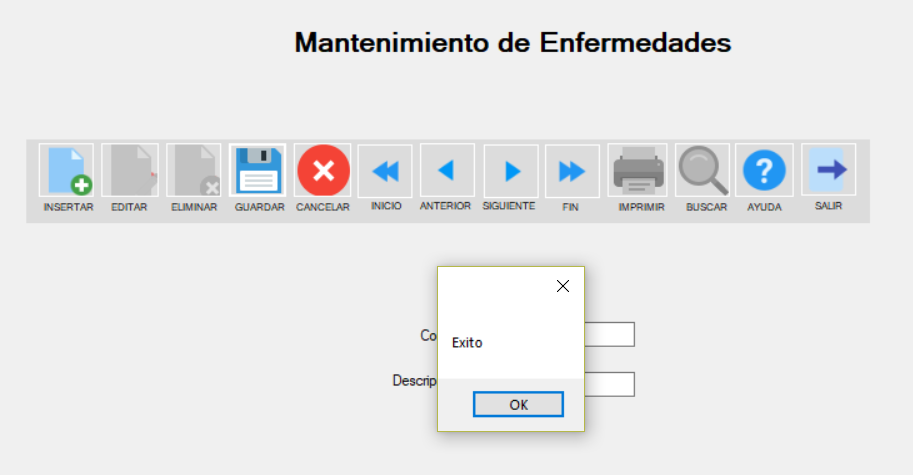 Mantenimiento de Enfermedades
INSERTAR EDITAR ELIMINAR GUARDAR CANCELAR INICIO ANTERIOR SIGUIENTE FIN IMPRIMIR BUSCAR AYUDA SALIR
Co
Exito
Descrip
OK